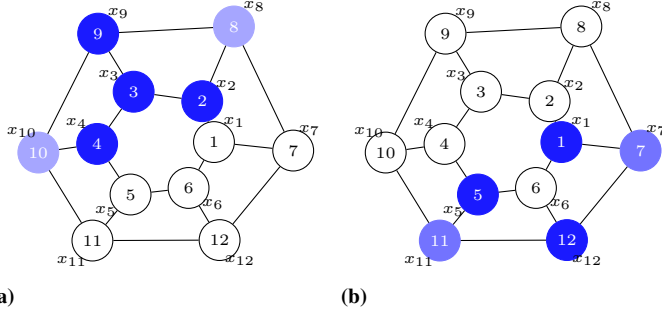 x9 x8 x9 x8
9 8 9 8
x3 x2 x3 x2
3 2 3 2
x10 x4 x1 x7 x10 x4 x1 x7
10 4 1 7 10 4 1 7
5 6 5 6
x5 x6 x5 x6
11 12 11 12
x11 x12 x11 x12
a) (b)